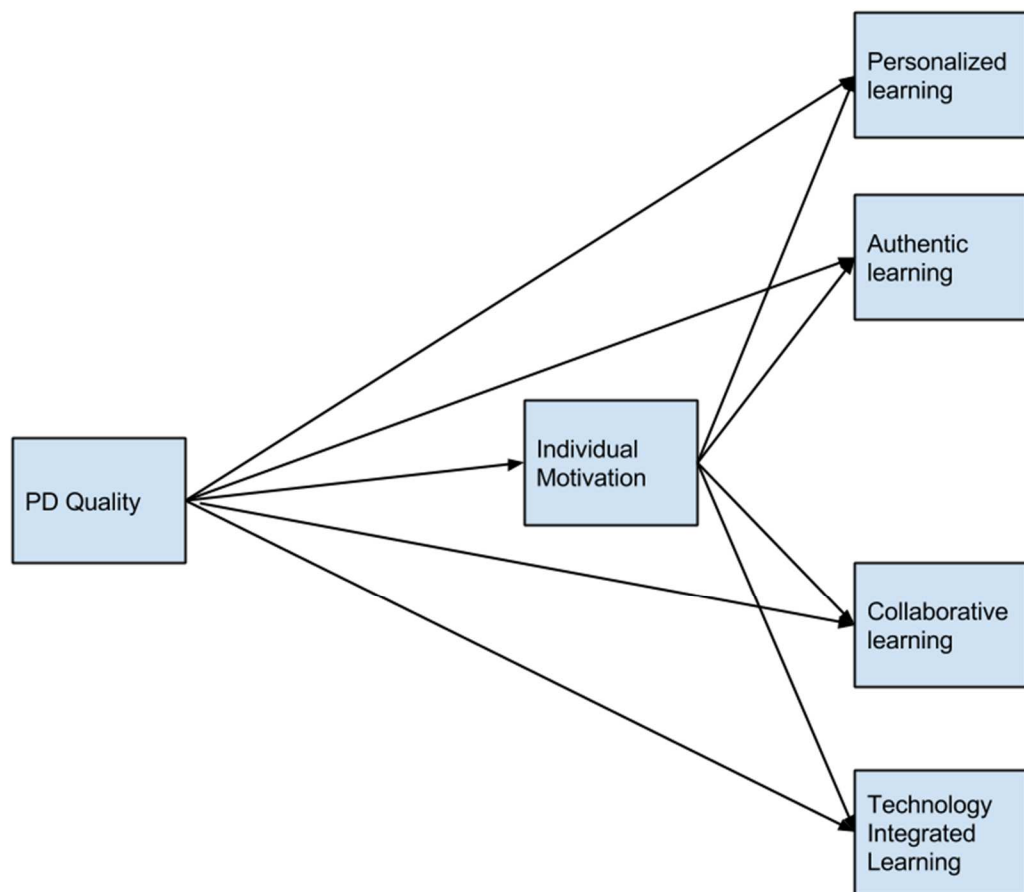 Personalized
learning
Authentic
learning
Individual
Motivation
PD Quality
Collaborative
learning
Technology
Integrated
Learning